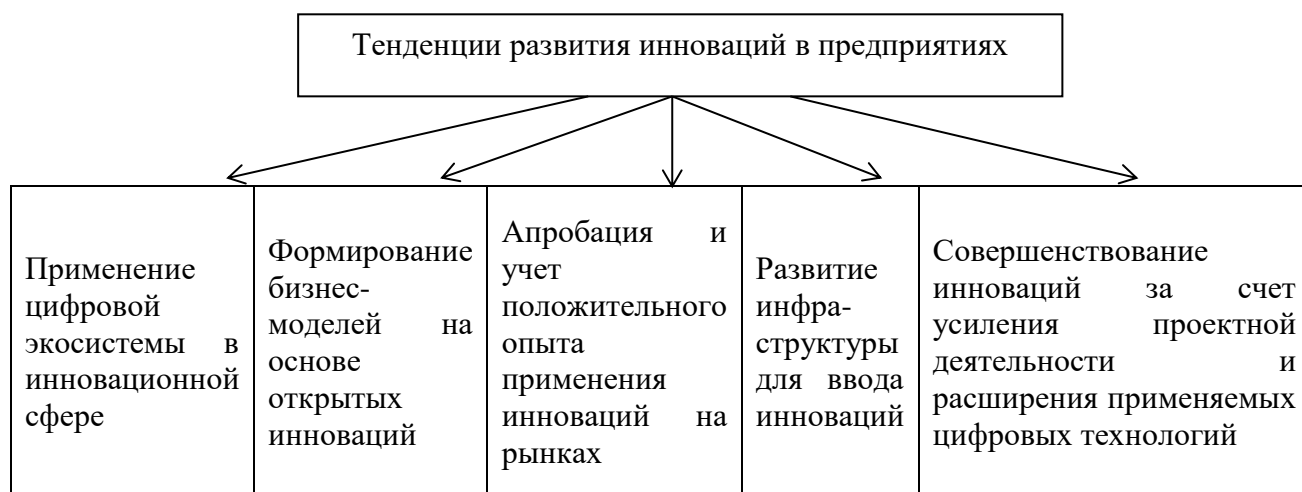 Тенденции развития инноваций в предприятиях
Применение
цифровой
экосистемы в
инновационной
сфере
Формирование
бизнес-
моделей на
основе
открытых
инноваций
Апробация и
учет
положительного
опыта
применения
инноваций на
рынках
Развитие
инфра-
структуры
для ввода
инноваций
Совершенствование
инноваций за счет
усиления проектной
деятельности и
расширения применяемых
цифровых технологий